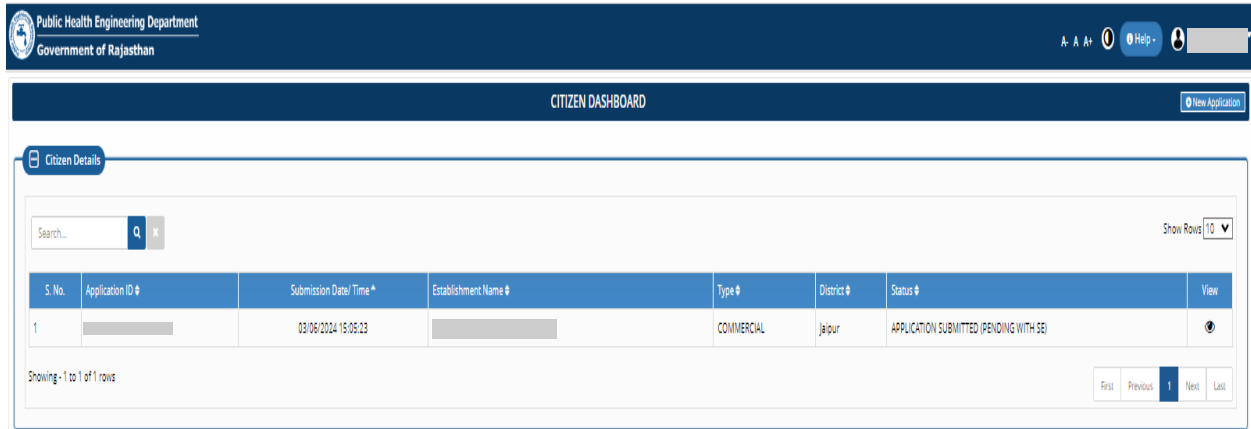 Public Health Engineering Department
Government of Rajasthan
A- A A+ Help
CITIZEN DASHBOARD
New Application
Citizen Details
Search...
Show Rows 10
S. No. Application ID Submission Date/ Time Establishment Name Type District Status View
1 03/06/2024 15:05:23 COMMERCIAL Jaipur APPLICATION SUBMITTED (PENDING WITH SE)
Showing - 1 to 1 of 1 rows
First Previous 1 Next Last